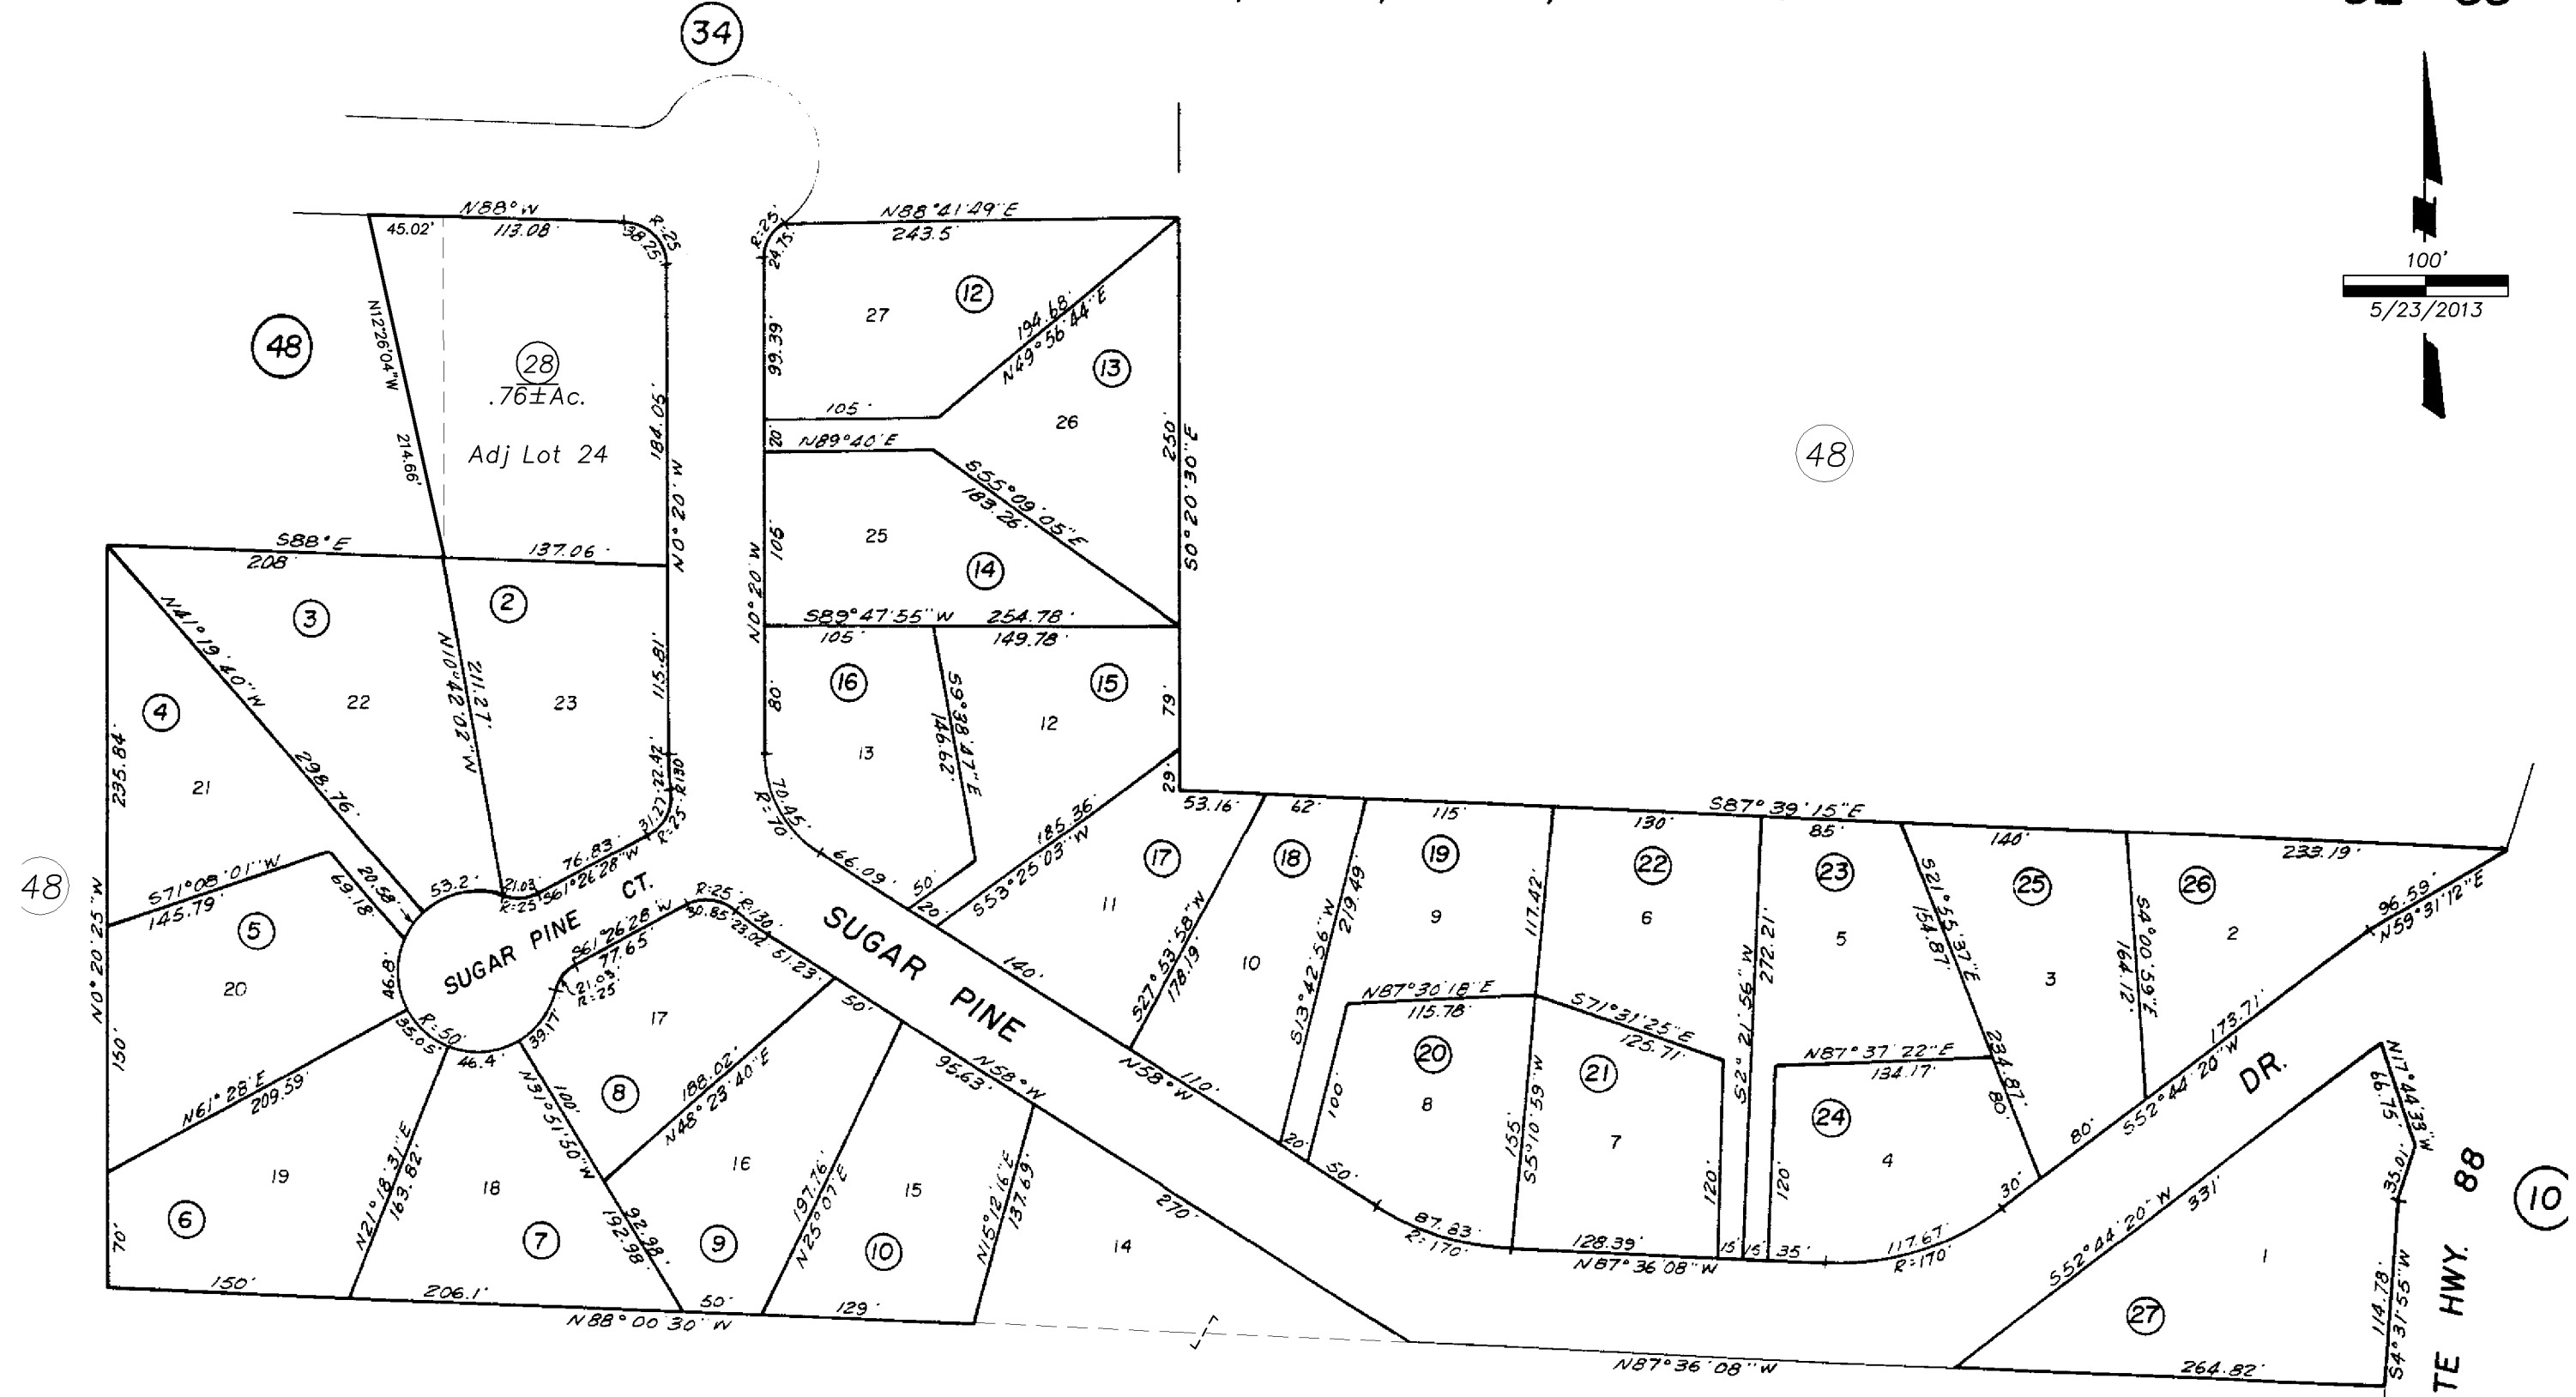 34
N88°W
45.02'
113.08'
38.25'
R=25
R=25'
24.75'
N88°41'49"E
243.5'
100'
5/23/2013
48
N12°26'04"W
214.66'
28
.76±Ac.
Adj Lot 24
184.05'
N0°20'W
99.39'
27
12
194.68'
N49°56'44"E
13
26
105'
20'
N89°40'E
S55°09'05"E
183.26'
250'
S0°20'30"E
48
105'
25
14
N0°20'W
S88°E
208'
137.06'
3
2
N41°19'40"W
298.76'
22
N10°42'02"W
211.27'
23
115.81'
S89°47'55"W
254.78'
105'
149.78'
16
15
80'
13
S9°38'47"E
146.62'
12
79'
29'
4
235.84'
21
22.42'
R130'
31.27'
R=25'
70.45'
R=70'
66.09'
50'
20'
185.36'
S53°25'03"W
48
S71°08'01"W
145.79'
69.18'
20.58'
53.2'
21.03'
R=25'
76.83'
S61°26'28"W
SUGAR PINE CT.
S61°26'28"W
77.65'
21.03'
R=25'
R=25'
30.85'
R=130'
23.02'
51.23'
50'
5
20
46.8'
N0°20'25"W
150'
R=50'
35.05'
46.4'
39.17'
N61°28'E
209.59'
17
8
188.02'
N48°23'40"E
100'
N31°51'50"W
92.98'
192.98'
19
6
70'
N21°18'31"E
163.82'
18
7
16
9
197.76'
N25°07'E
15
10
N15°12'16"E
137.69'
14
95.63'
N58°W
270'
150'
206.1'
50'
129'
N88°00'30"W
SUGAR PINE
140'
N58°W
110'
53.16'
62'
115'
S87°39'15"E
130'
85'
140'
233.19'
17
11
S27°53'58"W
178.19'
18
10
S13°42'56"W
219.49'
19
9
117.42'
22
6
23
5
S2°12'56"W
272.21'
S21°55'37"E
154.87'
234.87'
80'
25
3
S4°00'59"E
164.12'
26
2
96.59'
N59°31'12"E
173.71'
S52°44'20"W
80'
30'
DR.
N87°30'18"E
115.78'
20
8
100'
20'
50'
155'
S5°10'59"W
S71°31'25"E
125.71'
21
7
120'
N87°37'22"E
134.17'
24
4
120'
87.83'
R=170'
128.39'
N87°36'08"W
15'
15'
35'
117.67'
R=170'
N17°44'33"W
66.75'
35.01'
S52°44'20"W
331'
1
27
114.78'
S4°31'55"W
264.82'
N87°36'08"W
TE HWY. 88
10